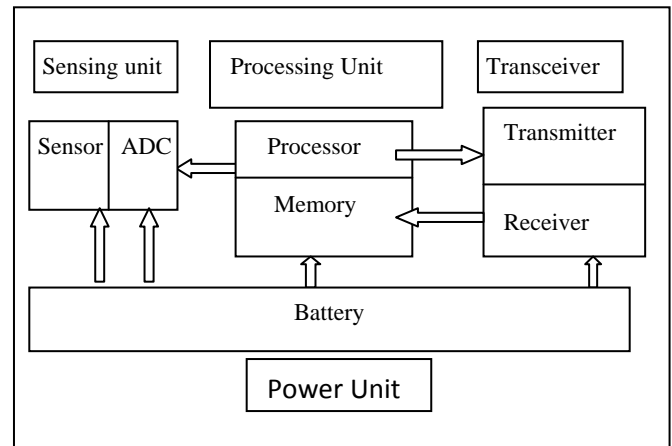 Sensing unit
Processing Unit
Transceiver
Sensor
ADC
Processor
Transmitter
Memory
Receiver
Battery
Power Unit